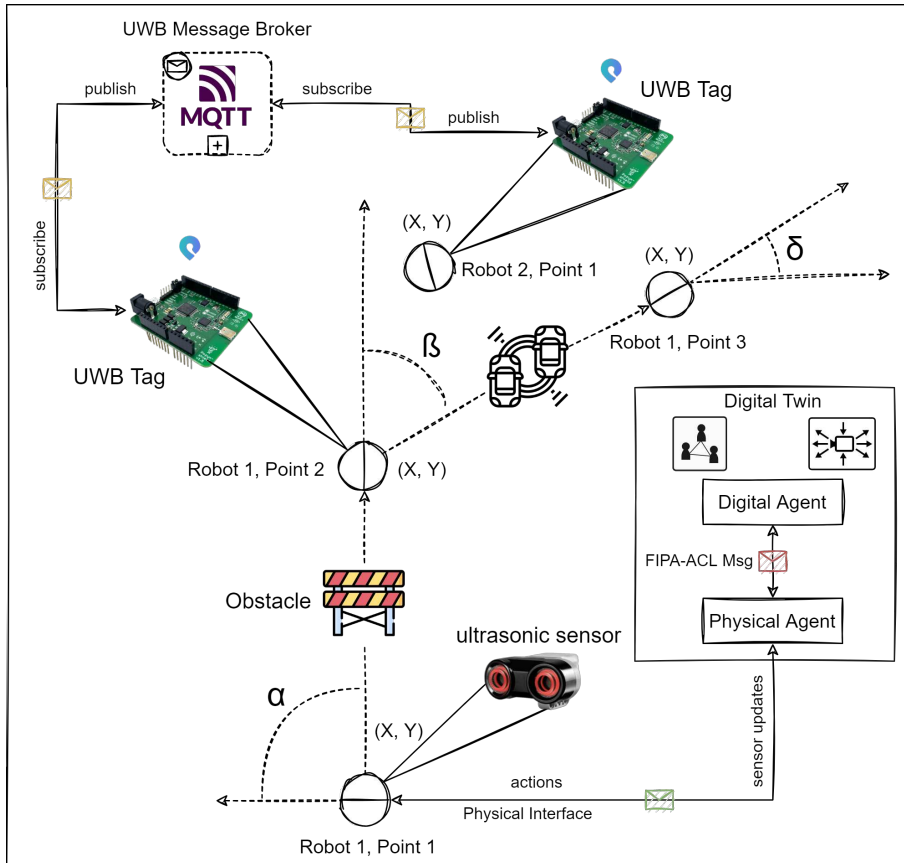 UWB Message Broker
publish
subscribe
MQTT
+
publish
UWB Tag
subscribe
(X, Y)
Robot 2, Point 1
(X, Y)
δ
Robot 1, Point 3
UWB Tag
ß
Robot 1, Point 2
(X, Y)
Digital Twin
Digital Agent
FIPA-ACL Msg
Physical Agent
Obstacle
ultrasonic sensor
α
(X, Y)
sensor updates
actions
Physical Interface
Robot 1, Point 1